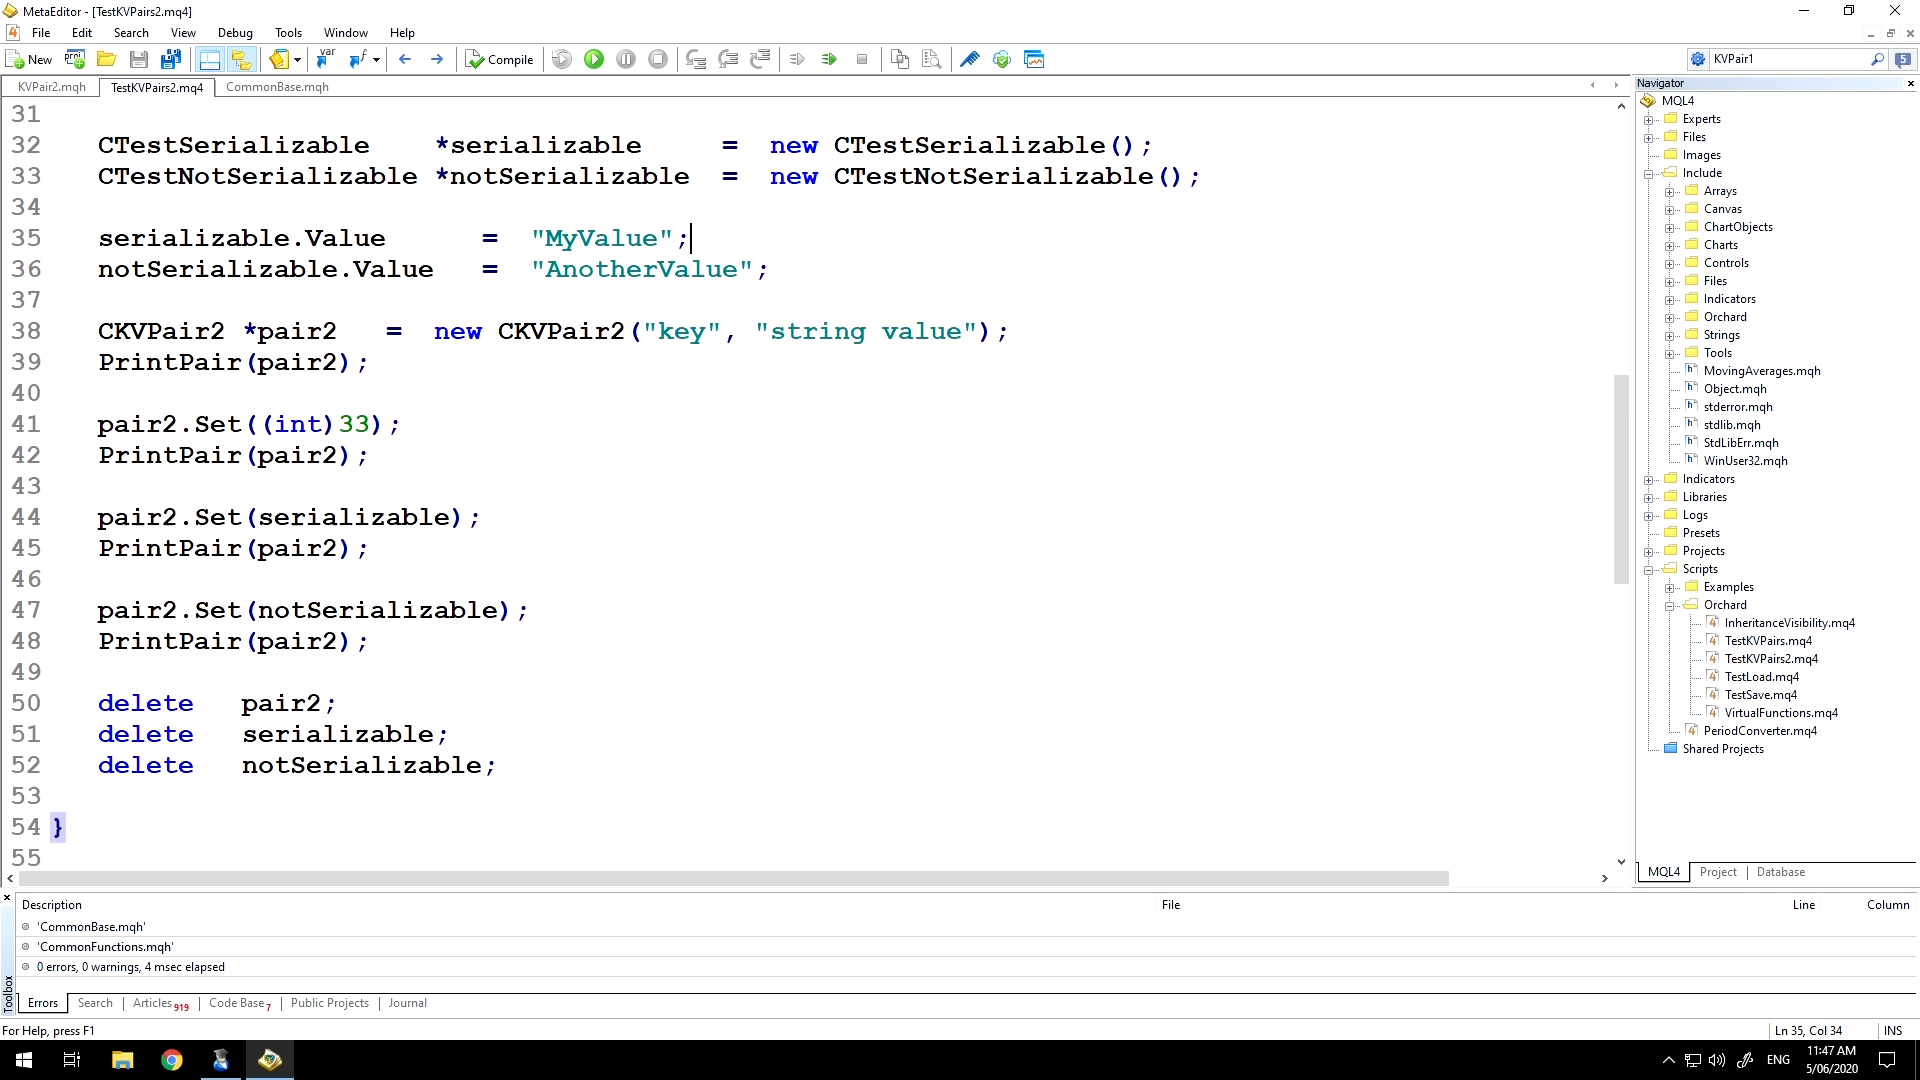 MetaEditor - [TestKVPairs2.mq4]
File Edit Search View Debug Tools Window Help
New Compile KVPair1 5
KVPair2.mqh TestKVPairs2.mq4 CommonBase.mqh
31
32 CTestSerializable *serializable = new CTestSerializable();
33 CTestNotSerializable *notSerializable = new CTestNotSerializable();
34
35 serializable.Value = "MyValue";
36 notSerializable.Value = "AnotherValue";
37
38 CKVPair2 *pair2 = new CKVPair2("key", "string value");
39 PrintPair(pair2);
40
41 pair2.Set((int)33);
42 PrintPair(pair2);
43
44 pair2.Set(serializable);
45 PrintPair(pair2);
46
47 pair2.Set(notSerializable);
48 PrintPair(pair2);
49
50 delete pair2;
51 delete serializable;
52 delete notSerializable;
53
54 }
55
Navigator
MQL4
Experts
Files
Images
Include
Arrays
Canvas
ChartObjects
Charts
Controls
Files
Indicators
Orchard
Strings
Tools
MovingAverages.mqh
Object.mqh
stderror.mqh
stdlib.mqh
StdLibErr.mqh
WinUser32.mqh
Indicators
Libraries
Logs
Presets
Projects
Scripts
Examples
Orchard
InheritanceVisibility.mq4
TestKVPairs.mq4
TestKVPairs2.mq4
TestLoad.mq4
TestSave.mq4
VirtualFunctions.mq4
PeriodConverter.mq4
Shared Projects
MQL4 Project Database
Description File Line Column
'CommonBase.mqh'
'CommonFunctions.mqh'
0 errors, 0 warnings, 4 msec elapsed
Toolbox
Errors Search Articles 919 Code Base 7 Public Projects Journal
For Help, press F1 Ln 35, Col 34 INS
ENG 11:47 AM
5/06/2020